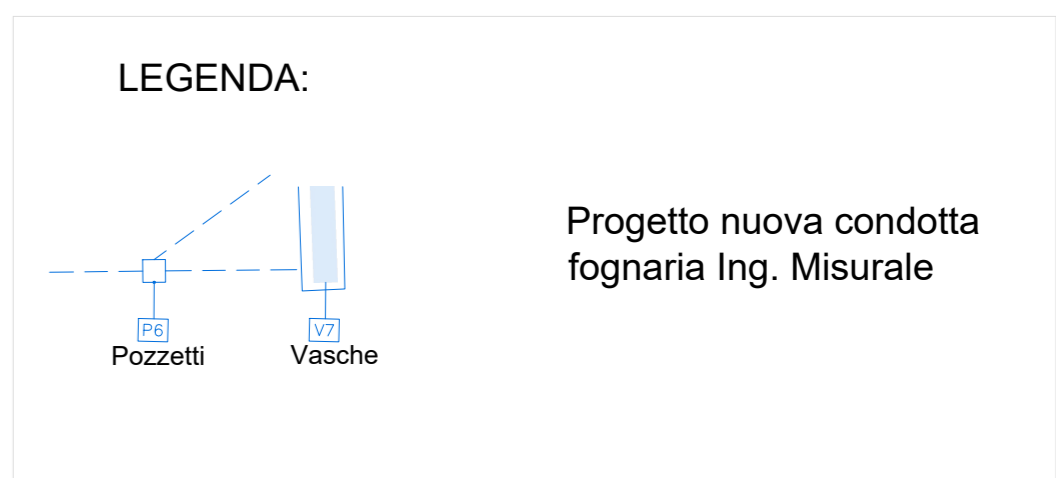 LEGENDA:
Progetto nuova condotta
fognaria Ing. Misurale
P6
V7
Pozzetti
Vasche